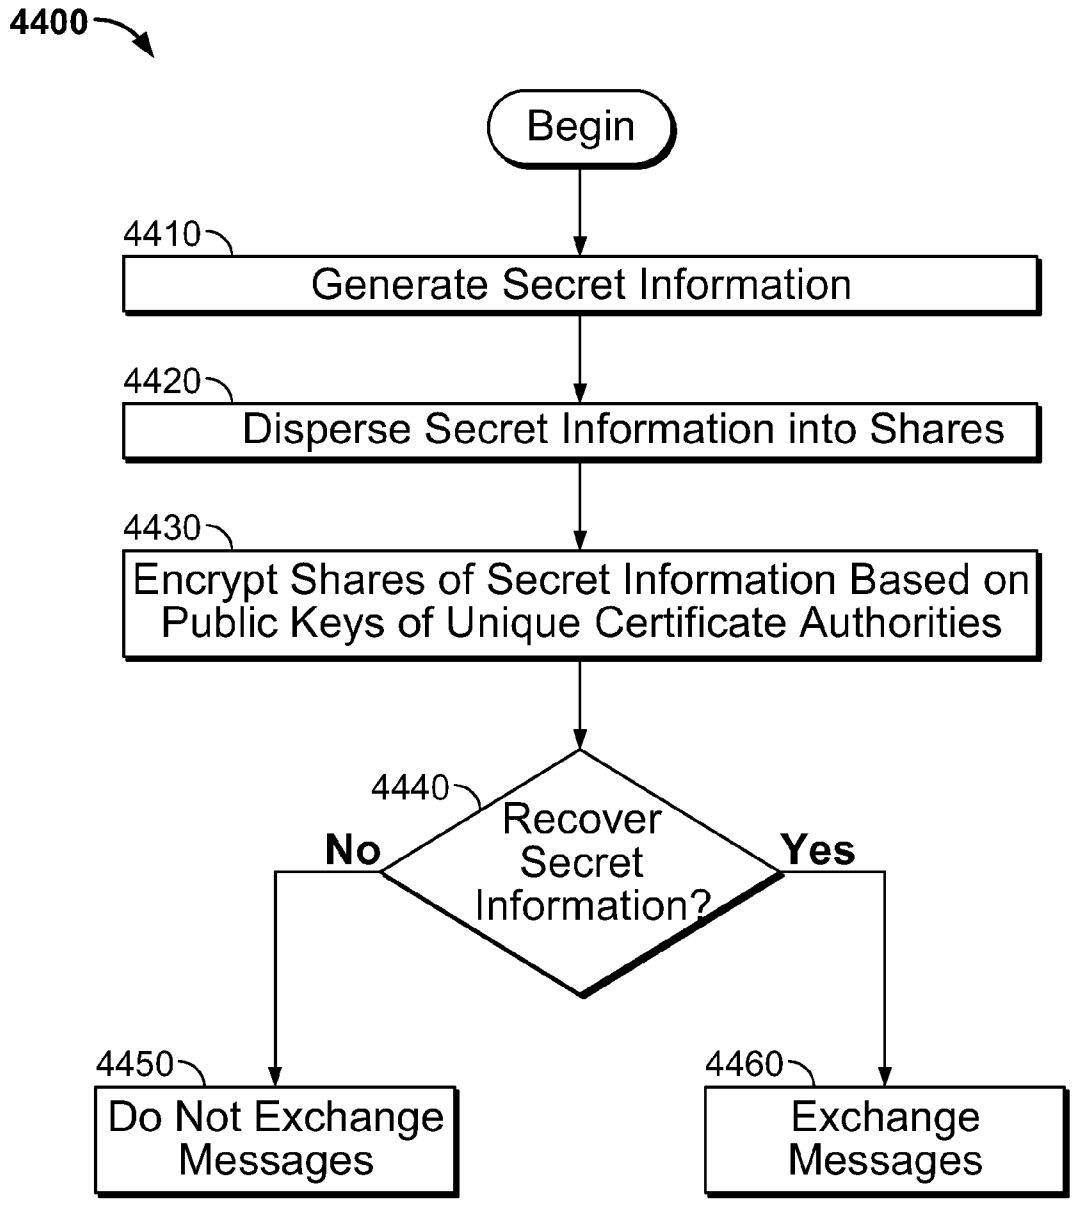 4400
Begin
4410
Generate Secret Information
4420
Disperse Secret Information into Shares
4430
Encrypt Shares of Secret Information Based on
Public Keys of Unique Certificate Authorities
4440
Recover
Secret
Information?
No
Yes
4450
Do Not Exchange
Messages
4460
Exchange
Messages